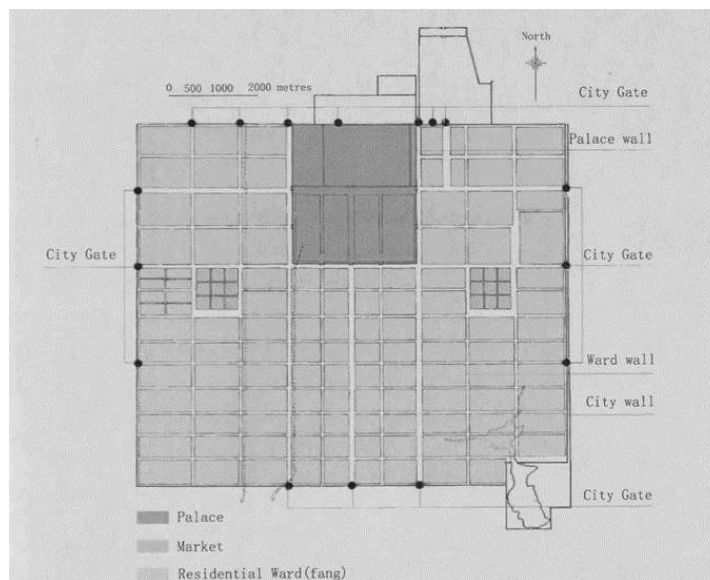 North
0 500 1000 2000 metres
City Gate
Palace wall
City Gate
City Gate
Ward wall
City wall
City Gate
Palace
Market
Residential Ward(fang)